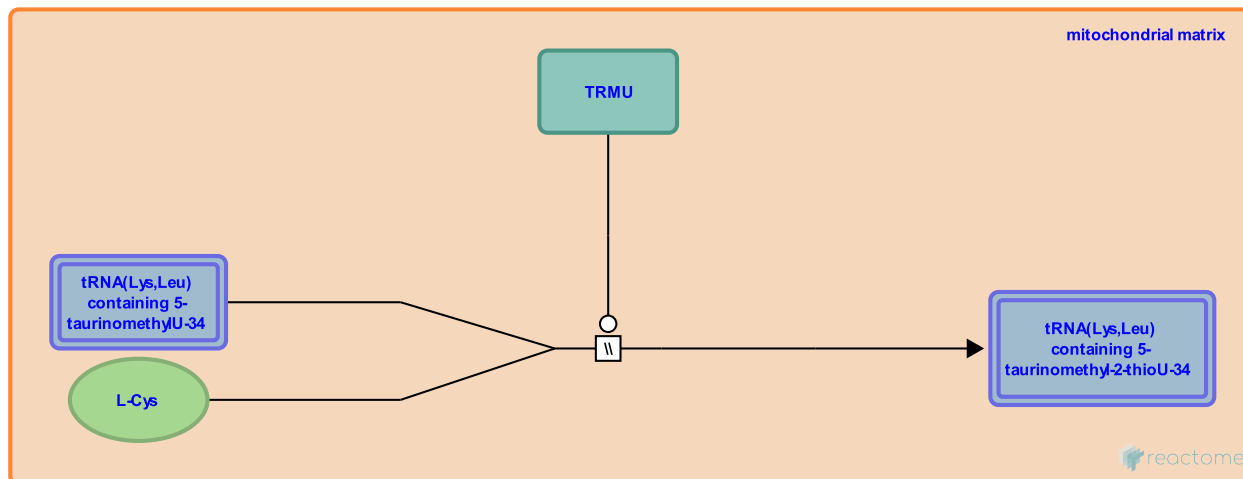 mitochondrial matrix
TRMU
tRNA(Lys,Leu)
containing 5-
taurinomethylU-34
L-Cys
\\
tRNA(Lys,Leu)
containing 5-
taurinomethyl-2-thioU-34
reactome